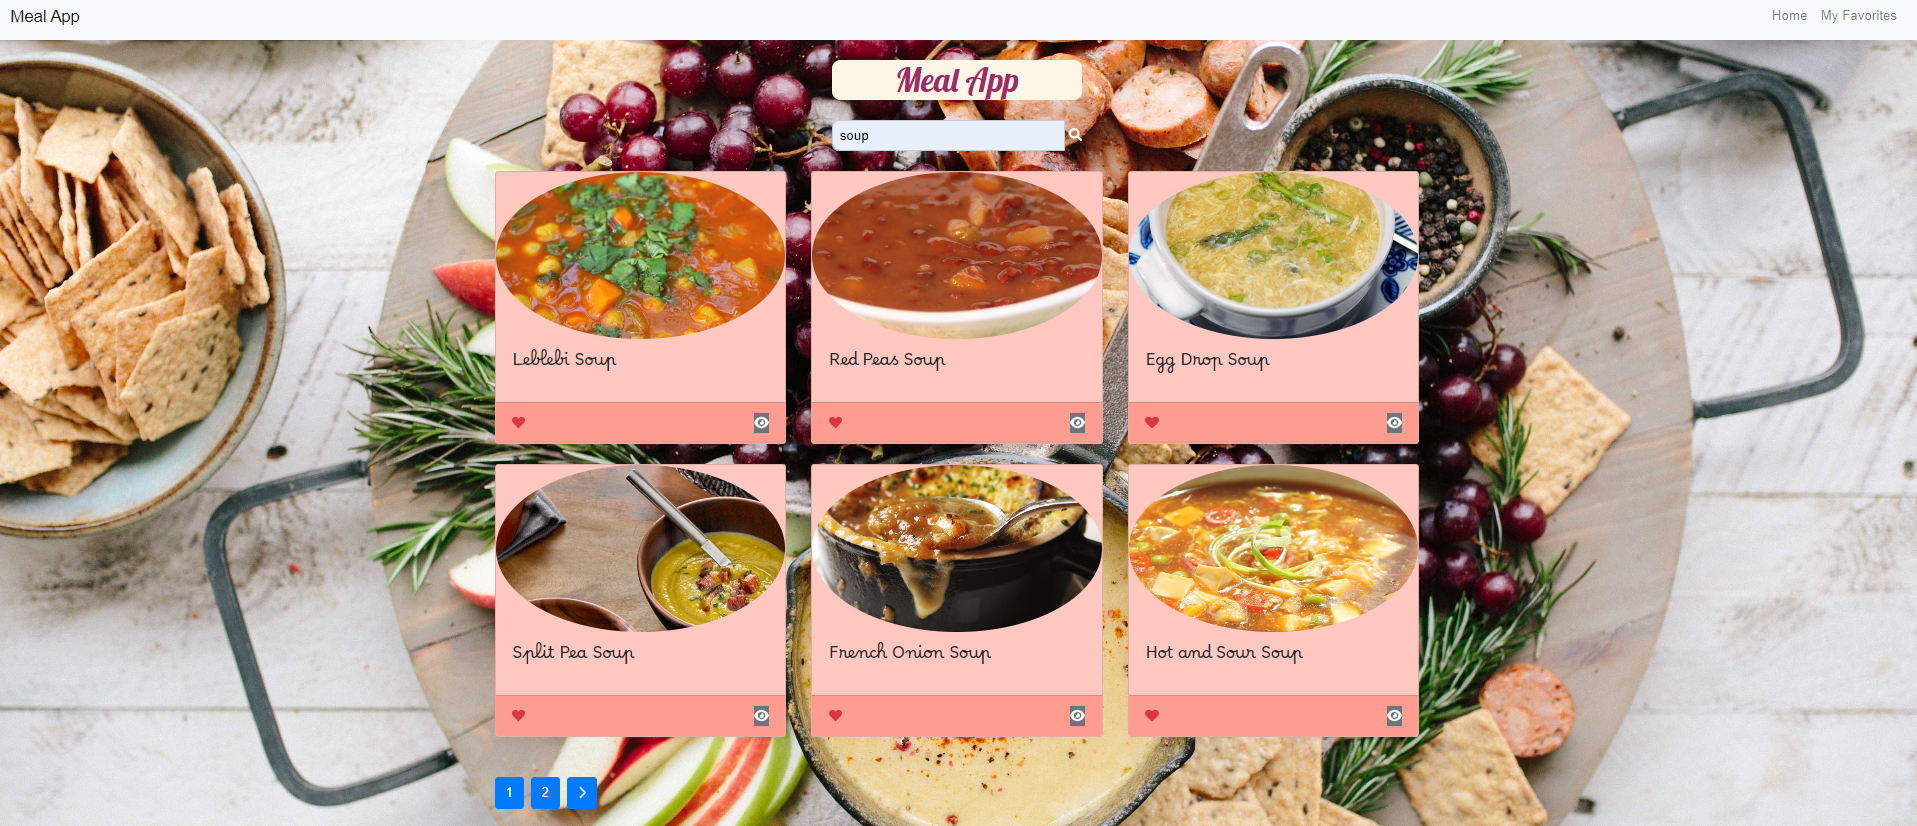 Meal App
Home My Favorites
Meal App
soup
Leblebi Soup
Red Peas Soup
Egg Drop Soup
Split Pea Soup
French Onion Soup
Hot and Sour Soup
1 2